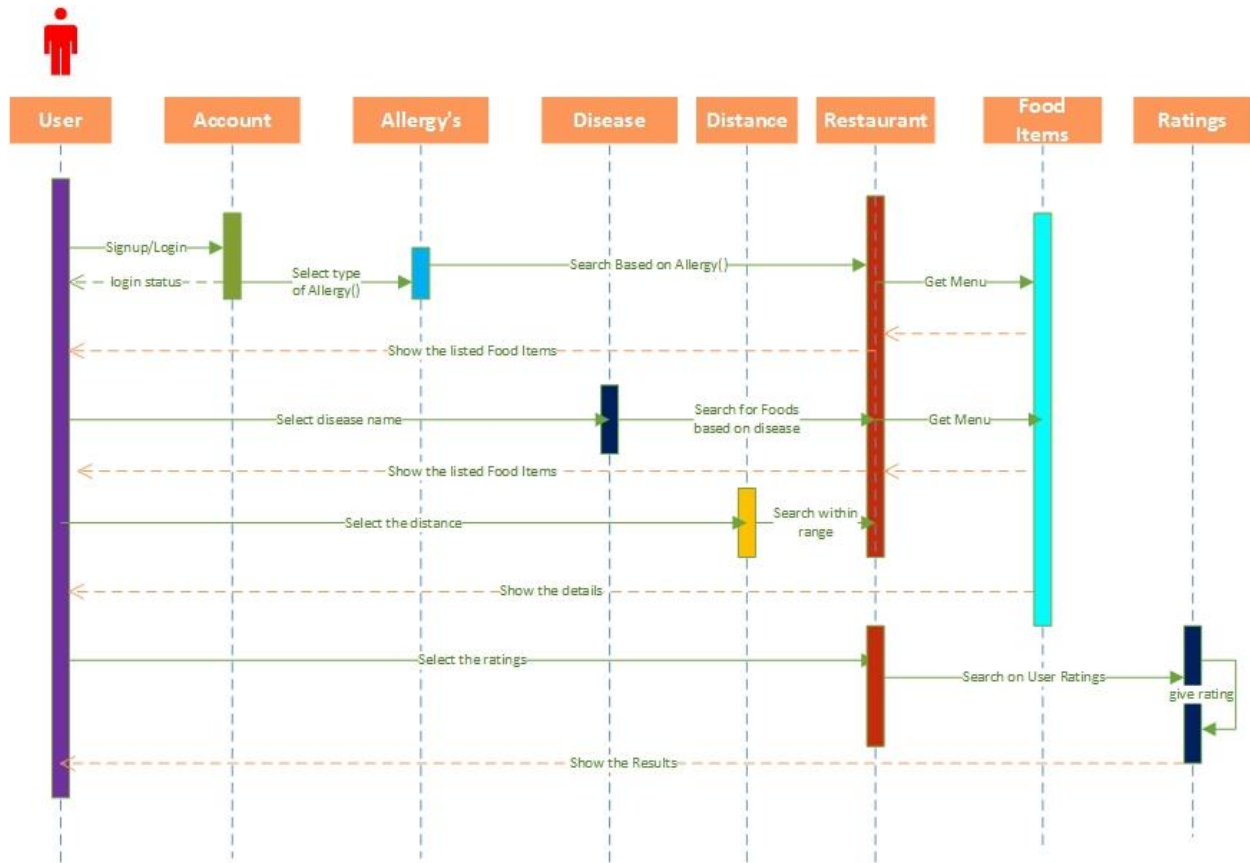 User
Account
Allergy's
Disease
Distance
Restaurant
Food
Items
Ratings
Signup/Login
login status
Select type
of Allergy()
Search Based on Allergy()
Get Menu
Show the listed Food Items
Select disease name
Search for Foods
based on disease
Get Menu
Show the listed Food Items
Select the distance
Search within
range
Show the details
Select the ratings
Search on User Ratings
give rating
Show the Results